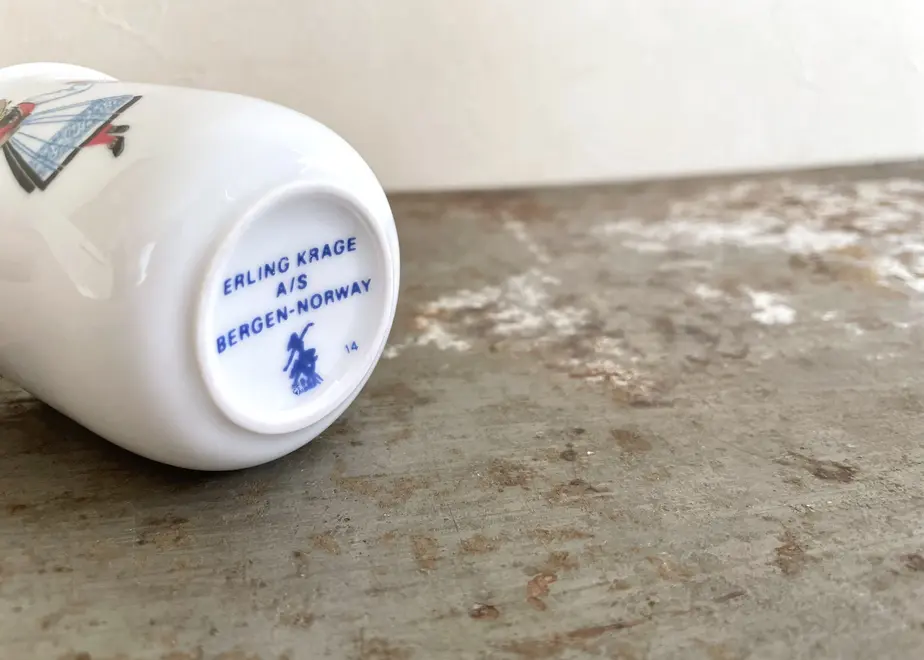 ERLING KRAGE
A/S
BERGEN-NORWAY
14